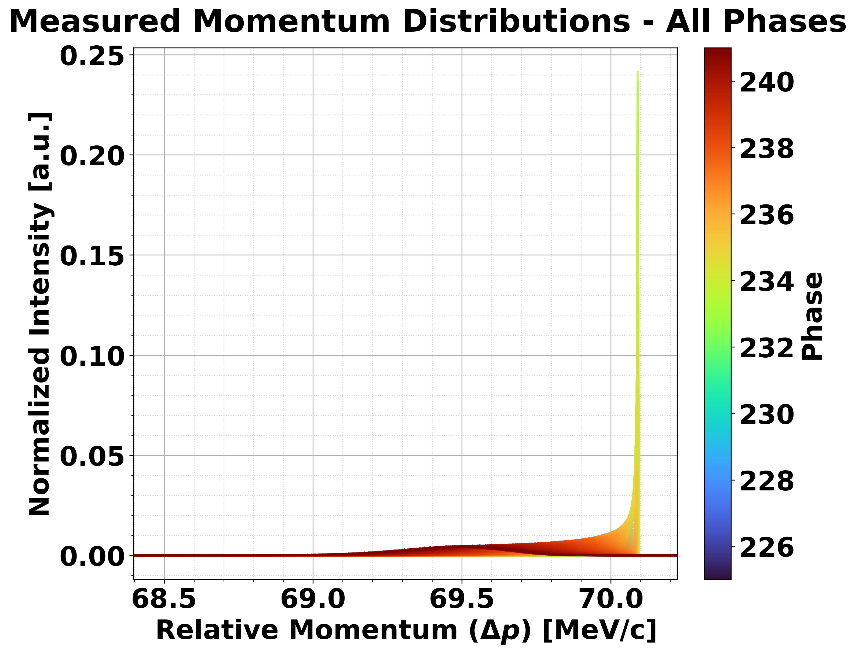 Measured Momentum Distributions - All Phases
0.25
0.20
0.15
0.10
0.05
0.00
Normalized Intensity [a.u.]
68.5 69.0 69.5 70.0
Relative Momentum (Δp) [MeV/c]
240
238
236
234
232
230
228
226
Phase